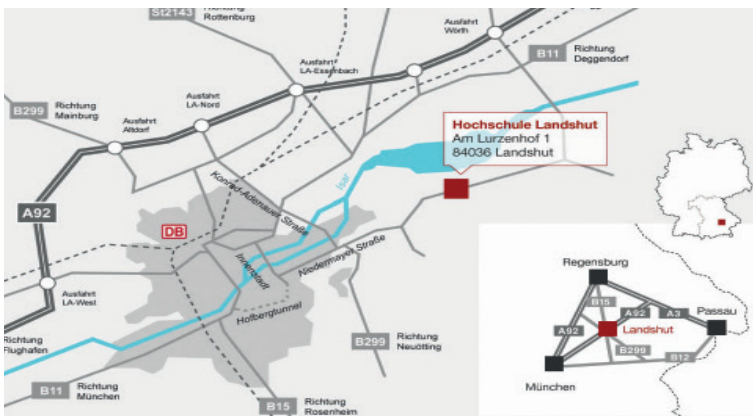 St2143
Richtung
Rottenburg
Ausfahrt
Wörth
B11
Richtung
Deggendorf
Ausfahrt
LA-Essenbach
Ausfahrt
LA-Nord
B299
Richtung
Mainburg
Ausfahrt
Altdorf
Hochschule Landshut
Am Lurzenhof 1
84036 Landshut
Isar
Konrad-Adenauer Straße
A92
DB
Innenstadt
Niedermayer Straße
Ausfahrt
LA-West
Hofbergtunnel
Richtung
Flughafen
B299
Richtung
Neuötting
B11
Richtung
München
B15
Richtung
Rosenheim
Regensburg
B15
A92
A3
Passau
A92
Landshut
B299
B12
München